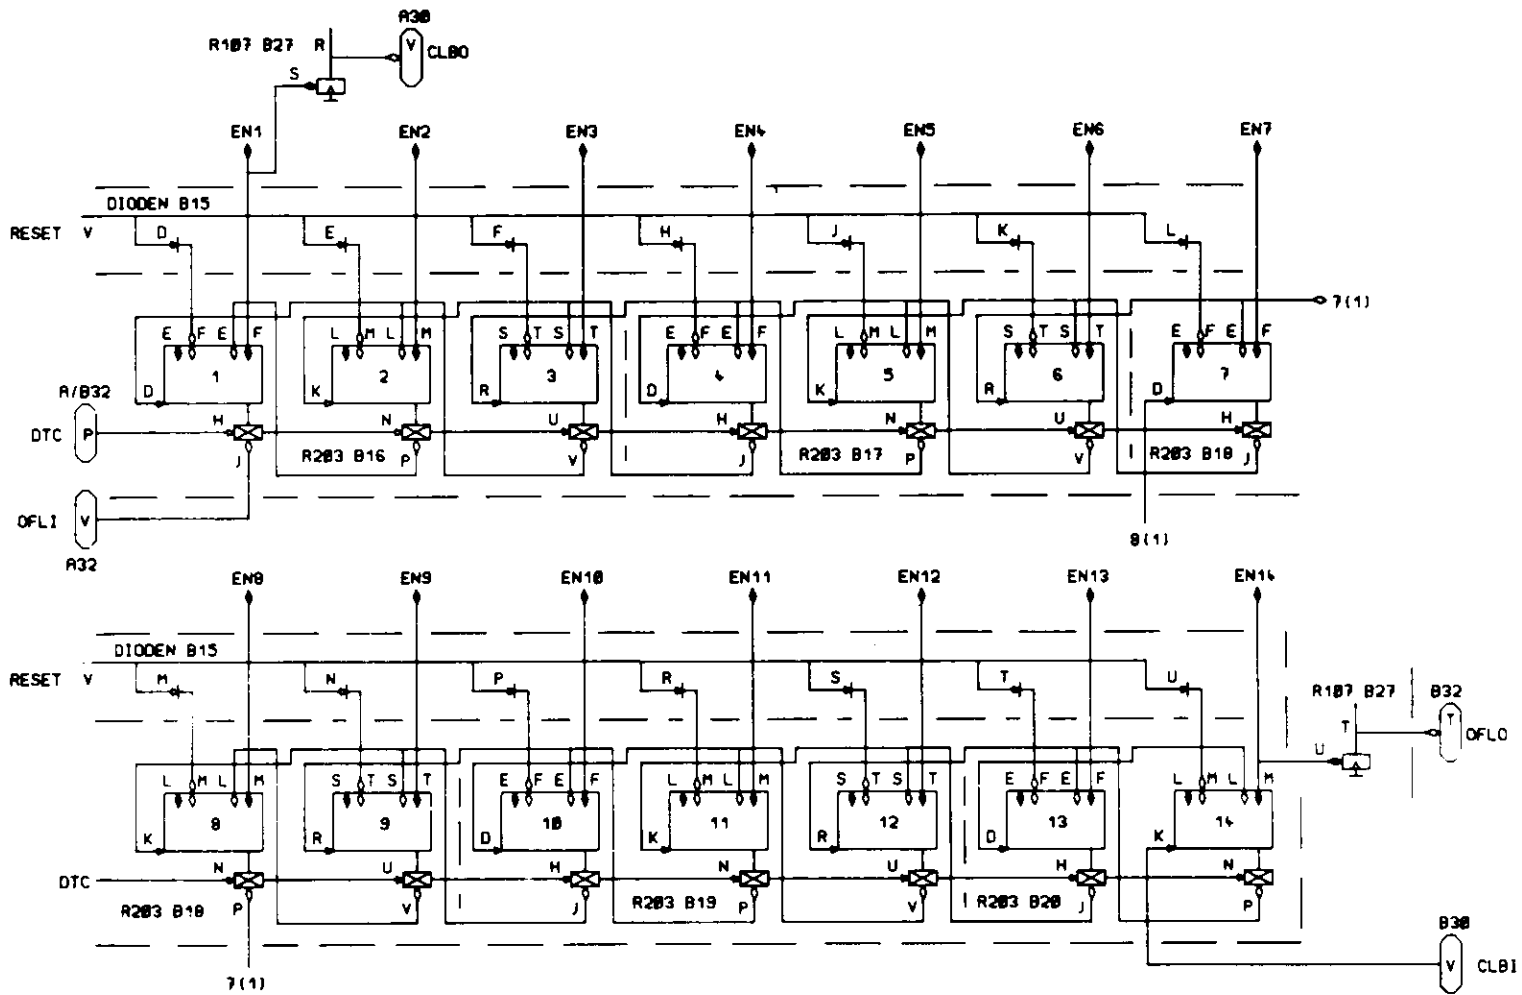 A30
R107 B27 R V CLBO
S
EN1 EN2 EN3 EN4 EN5 EN6 EN7
DIODEN B15
RESET V D E F H J K L
7(1)
E F E F L M L M S T S T E F E F L M L M S T S T E F E F
1 2 3 4 5 6 7
D K R D K R D
A/B32
H N U H N U H
DTC P
R203 B16 R203 B17 R203 B18
J P V J P V J
OFLI V
8(1)
A32
EN8 EN9 EN10 EN11 EN12 EN13 EN14
DIODEN B15
RESET V M N P R S T U
R107 B27 B32
T T OFLO
U
L M L M S T S T E F E F L M L M S T S T E F E F L M L M
8 9 10 11 12 13 14
K R D K R D K
N U H N U H N
DTC
R203 B18 R203 B19 R203 B20
P V J P V J P
B30
V CLBI
7(1)